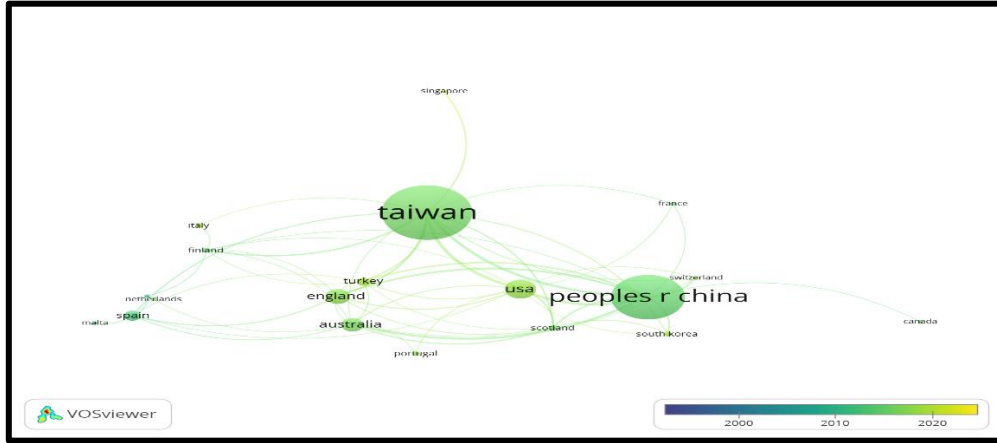 singapore
taiwan
france
italy
finland
switzerland
turkey
usa
netherlands
england
peoples r china
spain
malta
australia
scotland
canada
south korea
portugal
VOSviewer
2000
2010
2020